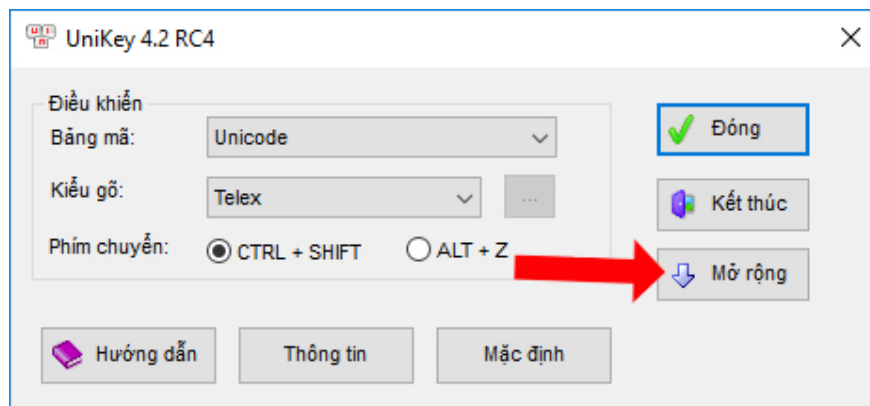 UniKey 4.2 RC4
Điều khiển
Bảng mã: Unicode
Đóng
Kiểu gõ: Telex ...
Kết thúc
Phím chuyển: CTRL + SHIFT ALT + Z
Mở rộng
Hướng dẫn Thông tin Mặc định